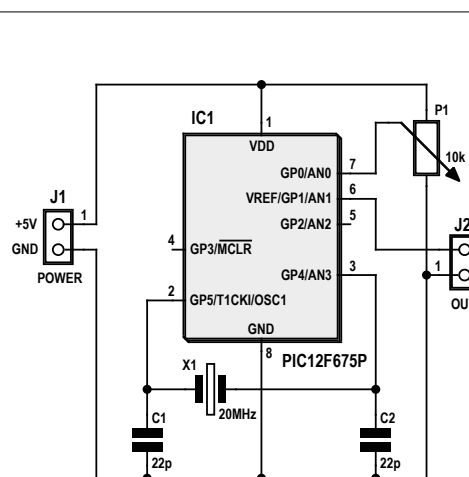 IC1
P1
1
VDD
10k
GP0/AN0
7
VREF/GP1/AN1
6
J1
GP2/AN2
5
J2
+5V
1
GND
4
GP3/MCLR
1
POWER
GP4/AN3
3
2
GP5/T1CKI/OSC1
OU
GND
8
PIC12F675P
X1
20MHz
C1
C2
22p
22p